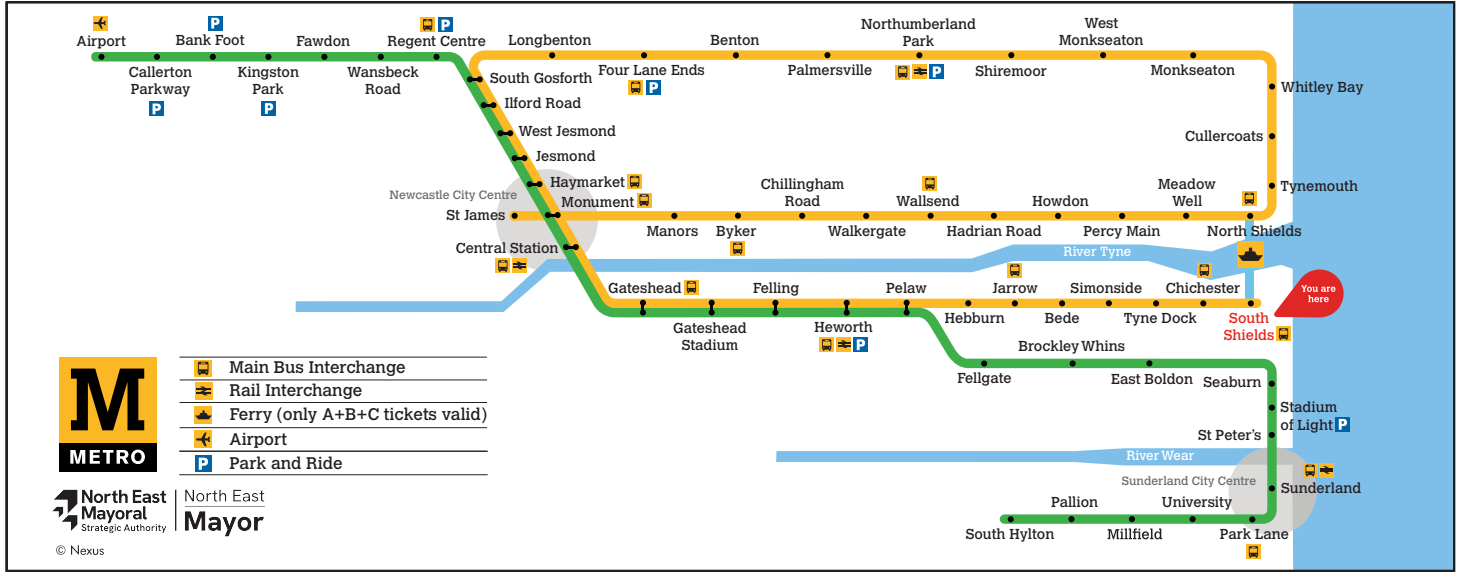 Airport
Callerton
Parkway
P
Bank Foot
P
Kingston
Park
P
Fawdon
Wansbeck
Road
P
Regent Centre
Longbenton
Four Lane Ends
P
Benton
Palmersville
Northumberland
Park
P
Shiremoor
West
Monkseaton
Monkseaton
Whitley Bay
Cullercoats
Tynemouth
South Gosforth
Ilford Road
West Jesmond
Jesmond
Haymarket
Newcastle City Centre
Monument
St James
Central Station
Manors
Byker
Chillingham
Road
Walkergate
Wallsend
Hadrian Road
Howdon
Percy Main
Meadow
Well
North Shields
River Tyne
Gateshead
Gateshead
Stadium
Felling
Heworth
P
Pelaw
Hebburn
Jarrow
Bede
Simonside
Tyne Dock
Chichester
South
Shields
You are
here
Fellgate
Brockley Whins
East Boldon
Seaburn
Stadium
of Light P
St Peter's
River Wear
Sunderland City Centre
Sunderland
Park Lane
University
Millfield
Pallion
South Hylton
M
METRO
Main Bus Interchange
Rail Interchange
Ferry (only A+B+C tickets valid)
Airport
P Park and Ride
North East
Mayoral
Strategic Authority
North East
Mayor
© Nexus